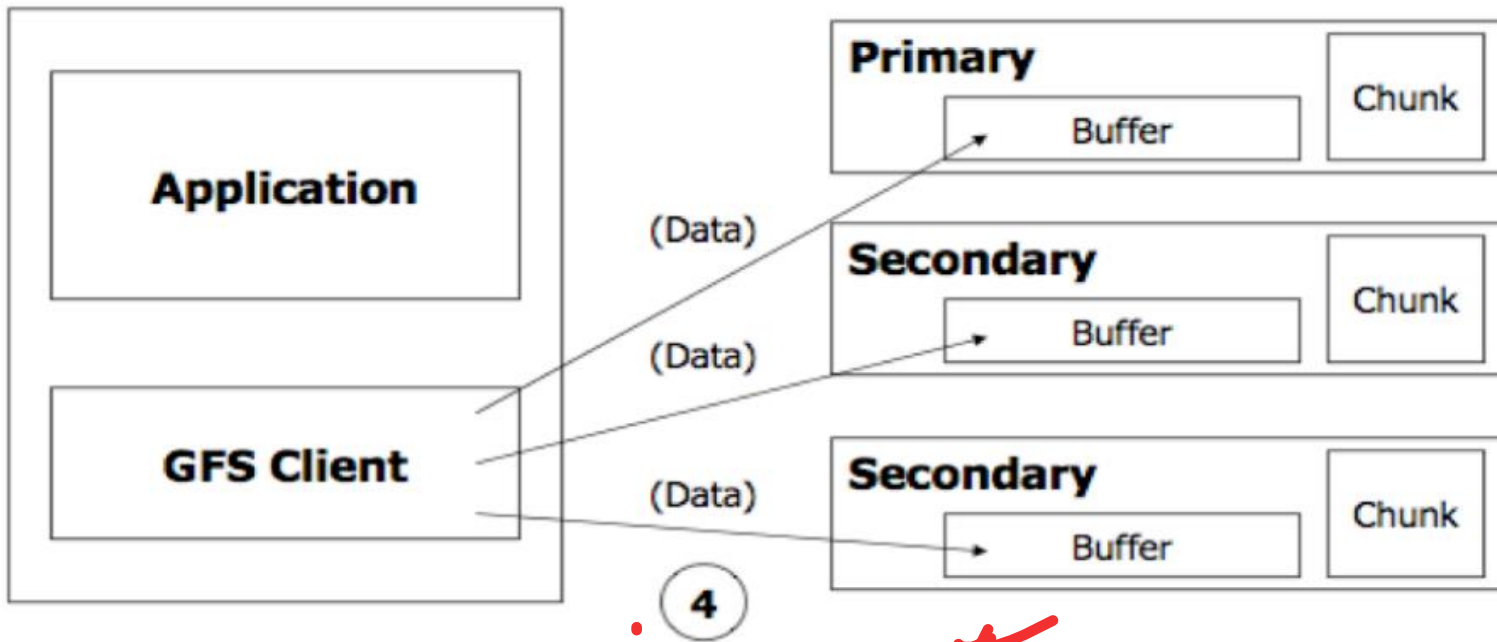 Primary
Chunk
Buffer
Application
(Data)
Secondary
Chunk
Buffer
(Data)
GFS Client
Secondary
(Data)
Chunk
Buffer
4